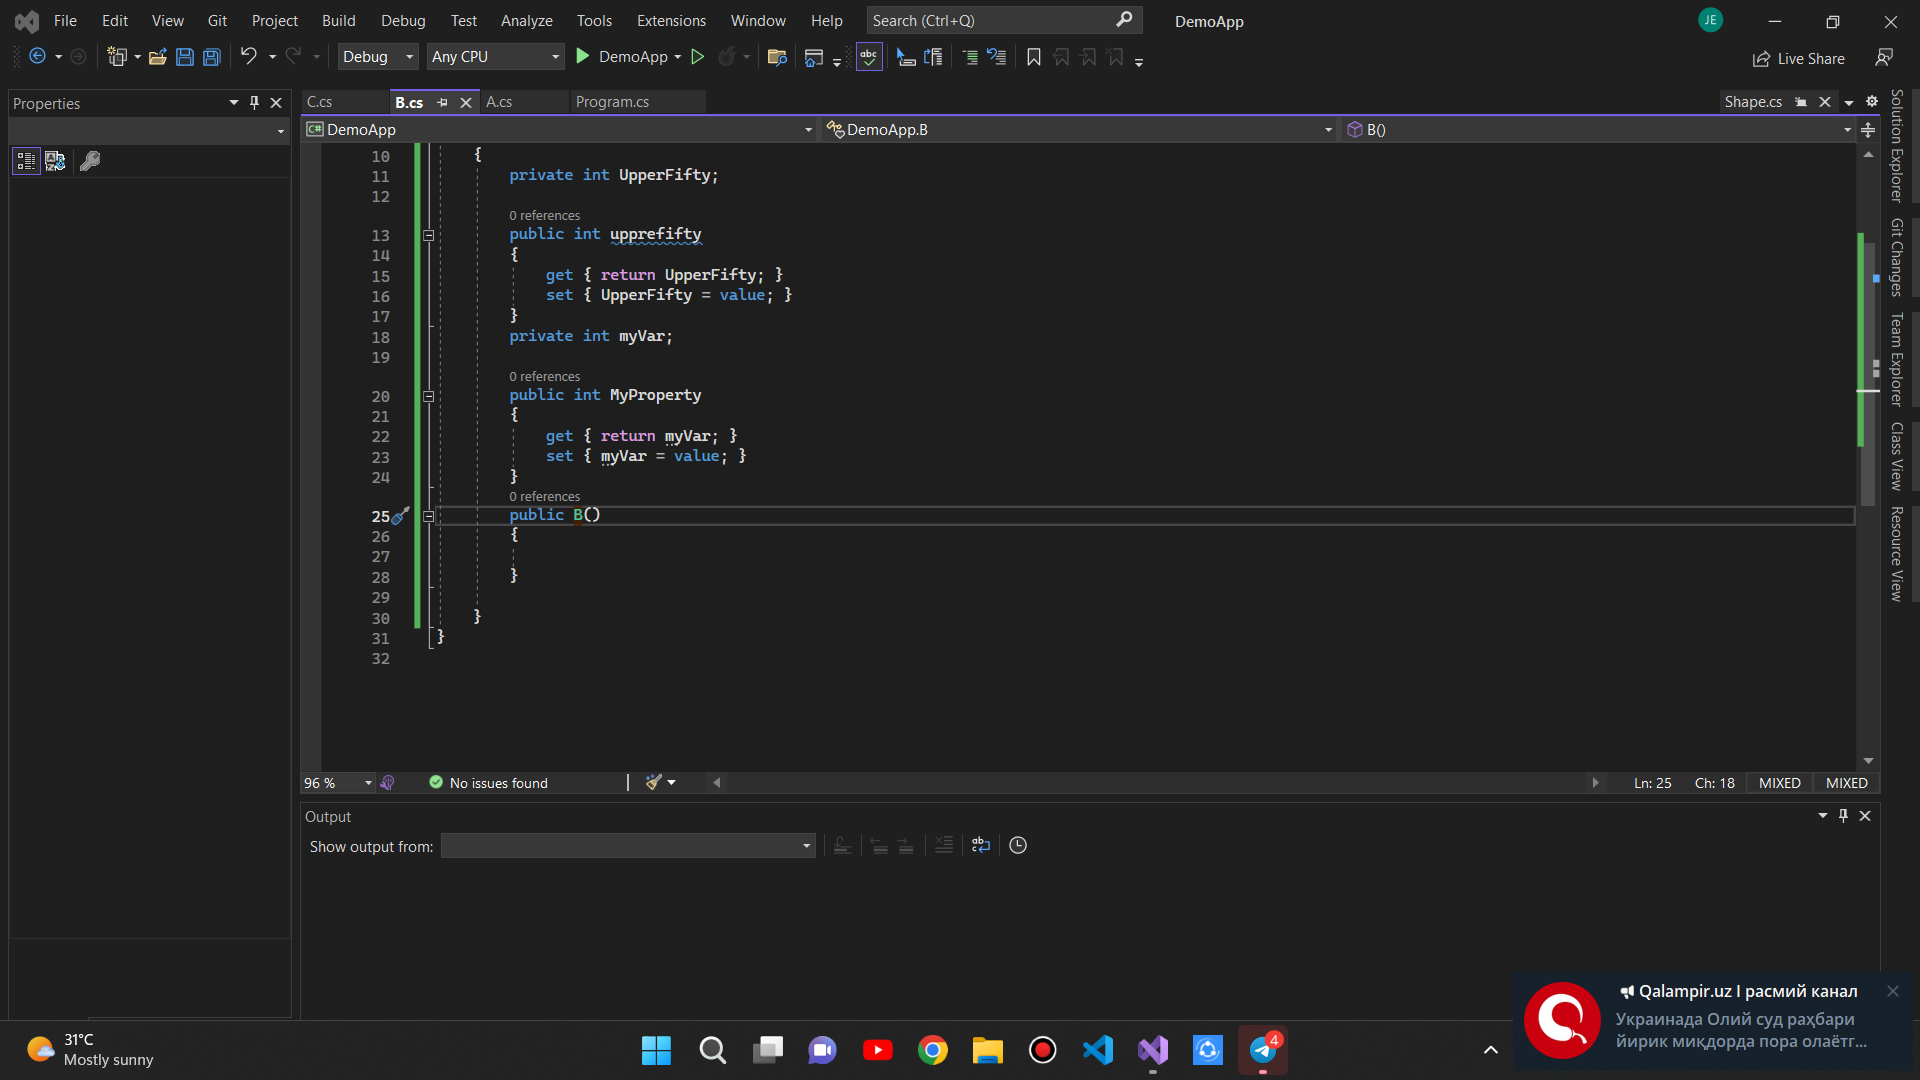 File Edit View Git Project Build Debug Test Analyze Tools Extensions Window Help Search (Ctrl+Q) DemoApp JE
Debug Any CPU DemoApp abc Live Share
Properties
C.cs B.cs A.cs Program.cs Shape.cs
C# DemoApp DemoApp.B B()
10 {
11 private int UpperFifty;
12
0 references
13 public int upprefifty
14 {
15 get { return UpperFifty; }
16 set { UpperFifty = value; }
17 }
18 private int myVar;
19
0 references
20 public int MyProperty
21 {
22 get { return myVar; }
23 set { myVar = value; }
24 }
0 references
25 public B()
26 {
27
28 }
29
30 }
31 }
32
96 % No issues found Ln: 25 Ch: 18 MIXED MIXED
Output
Show output from:
Solution Explorer
Git Changes
Team Explorer
Class View
Resource View
Qalampir.uz I расмий канал
Украинада Олий суд раҳбари
йирик миқдорда пора олаётг...
31°C
Mostly sunny
4